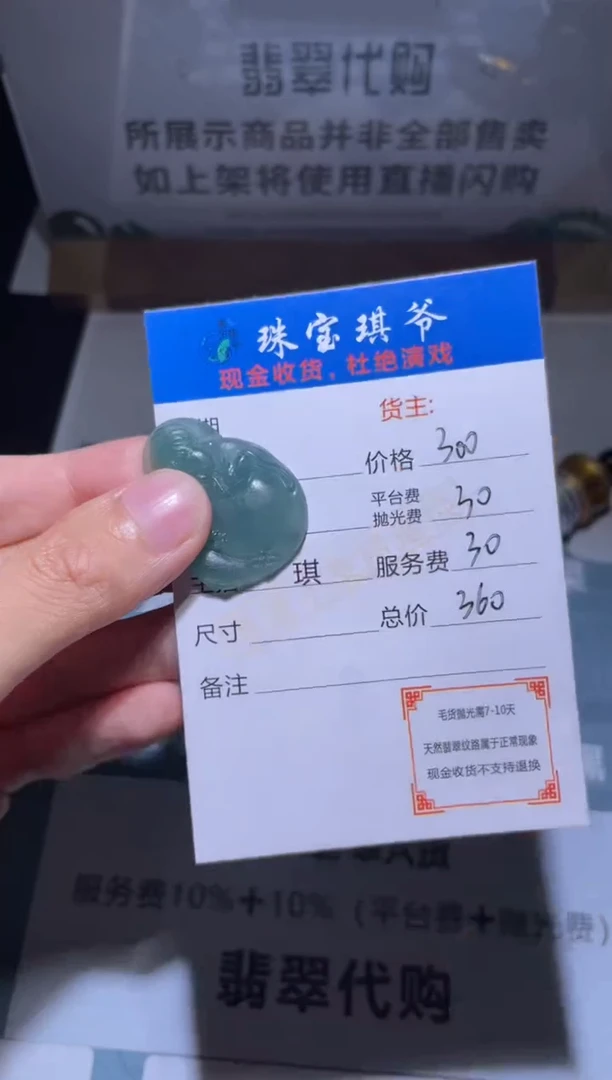 翡翠代购
所展示商品并非全部售卖
如上架将使用直播闪购
珠宝琪爷
现金收货，杜绝演戏
期
货主:
价格 300
平台费
抛光费 30
琪
服务费 30
尺寸
总价 360
备注
毛货抛光需7-10天
天然翡翠纹路属于正常现象
现金收货不支持退换
服务费10%+10%（平台费+抛光费）
翡翠代购